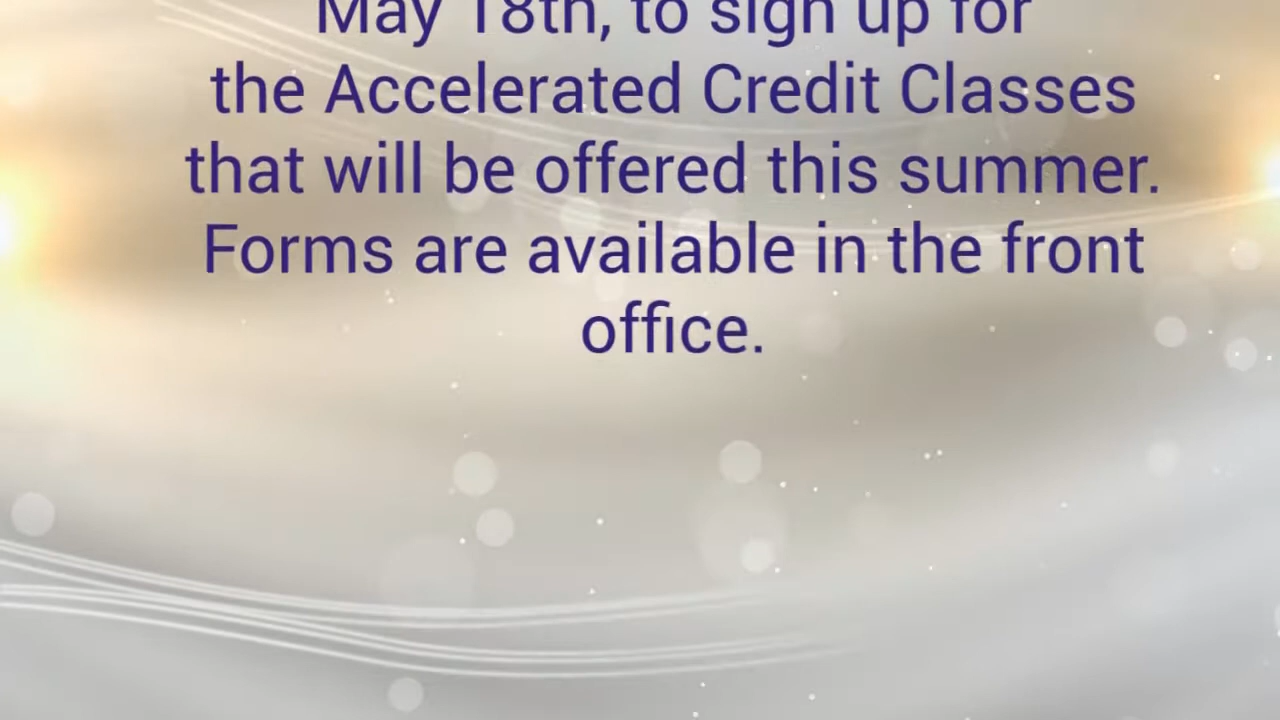 May 18th, to sign up for
the Accelerated Credit Classes
that will be offered this summer.
Forms are available in the front
office.